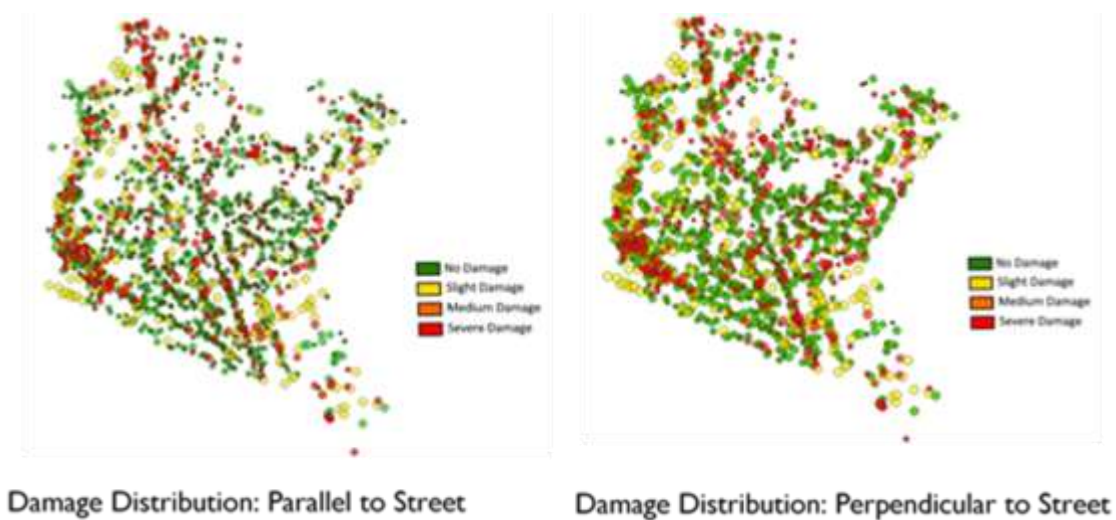 No Damage
Slight Damage
Medium Damage
Severe Damage
No Damage
Slight Damage
Medium Damage
Severe Damage
Damage Distribution: Parallel to Street
Damage Distribution: Perpendicular to Street